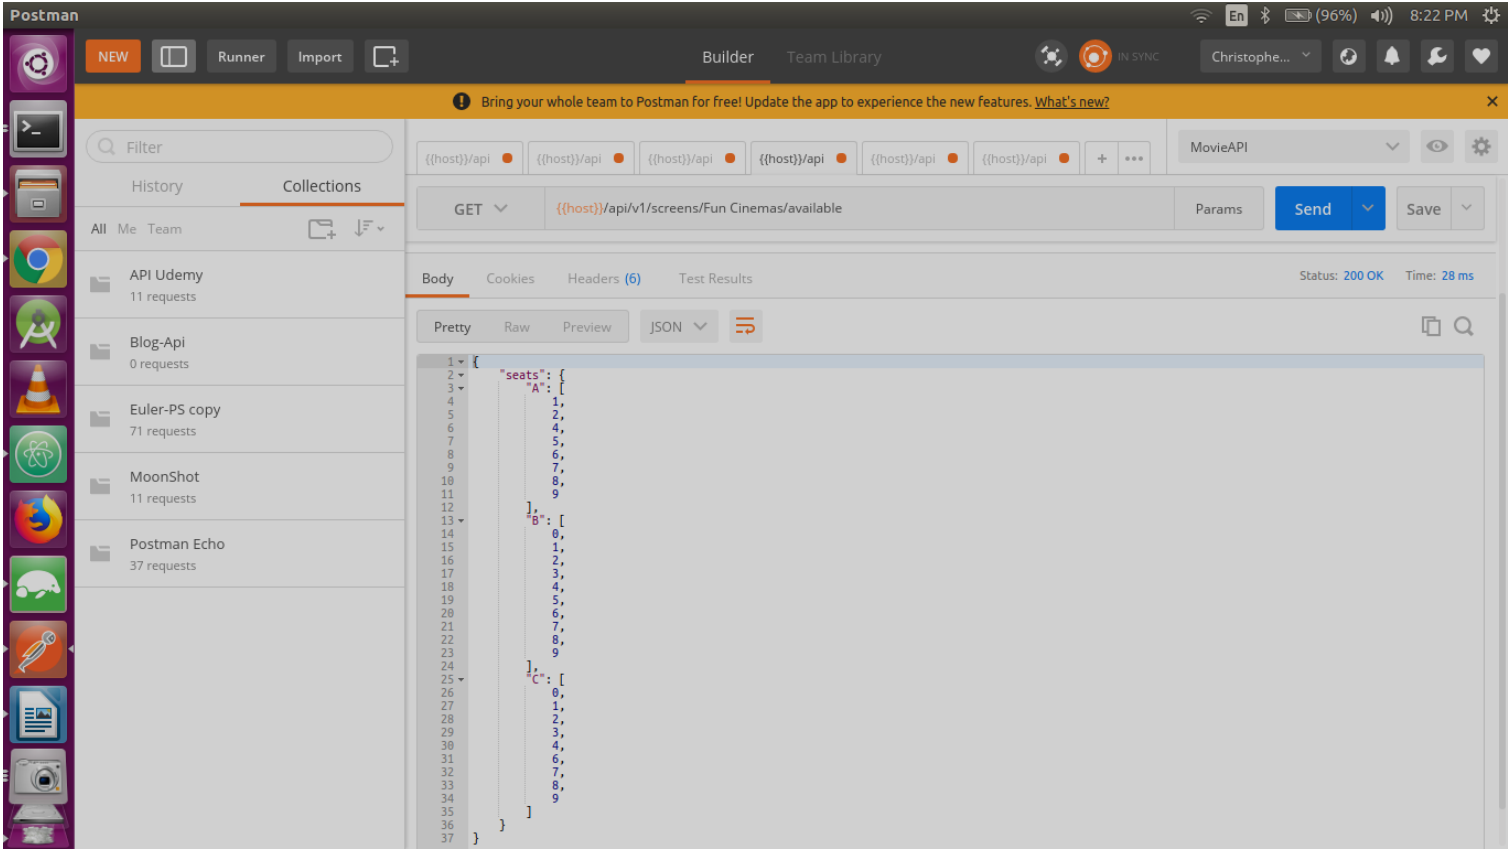 Postman
En (96%) 8:22 PM
NEW Runner Import Builder Team Library IN SYNC Christophe...
Bring your whole team to Postman for free! Update the app to experience the new features. What's new?
Filter
History Collections
All Me Team
API Udemy
11 requests
Blog-Api
0 requests
Euler-PS copy
71 requests
MoonShot
11 requests
Postman Echo
37 requests
{{host}}/api {{host}}/api {{host}}/api {{host}}/api {{host}}/api {{host}}/api + •••
MovieAPI
GET {{host}}/api/v1/screens/Fun Cinemas/available Params Send Save
Body Cookies Headers (6) Test Results Status: 200 OK Time: 28 ms
Pretty Raw Preview JSON
1 {
2 "seats": {
3 "A": [
4 1,
5 2,
6 4,
7 5,
8 6,
9 7,
10 8,
11 9
12 ],
13 "B": [
14 0,
15 1,
16 2,
17 3,
18 4,
19 5,
20 6,
21 7,
22 8,
23 9
24 ],
25 "C": [
26 0,
27 1,
28 2,
29 3,
30 4,
31 6,
32 7,
33 8,
34 9
35 ]
36 }
37 }